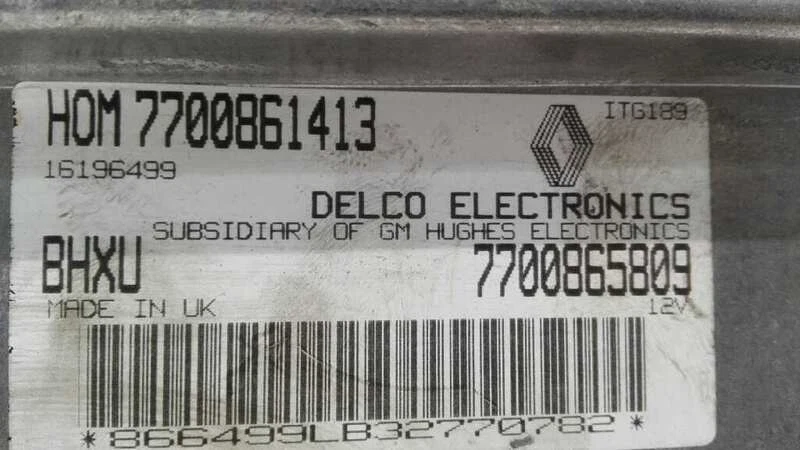 HOM 7700861413
ITG189
16196499
DELCO ELECTRONICS
SUBSIDIARY OF GM HUGHES ELECTRONICS
BHXU 7700865809
MADE IN UK 12V
*866499LB32770782*